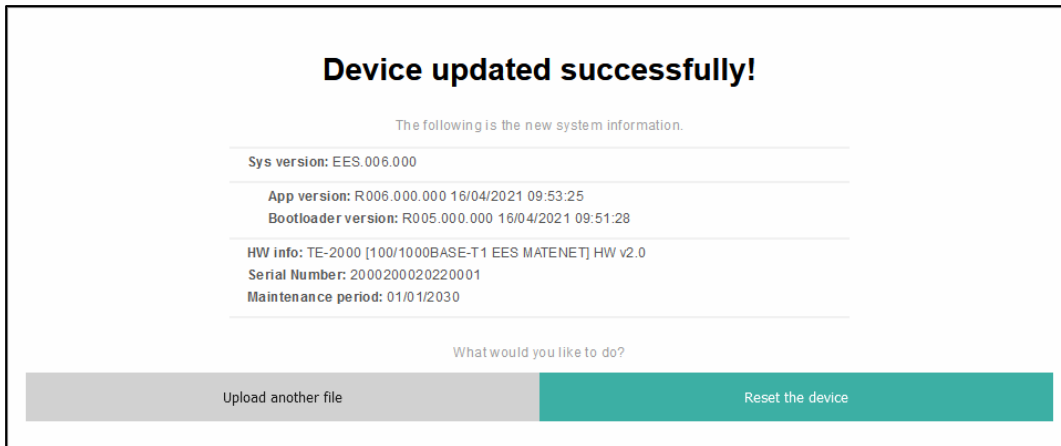 Device updated successfully!
The following is the new system information.
Sys version: EES.006.000
App version: R006.000.000 16/04/2021 09:53:25
Bootloader version: R005.000.000 16/04/2021 09:51:28
HW info: TE-2000 [100/1000BASE-T1 EES MATENET] HW v2.0
Serial Number: 2000200020220001
Maintenance period: 01/01/2030
What would you like to do?
Upload another file
Reset the device